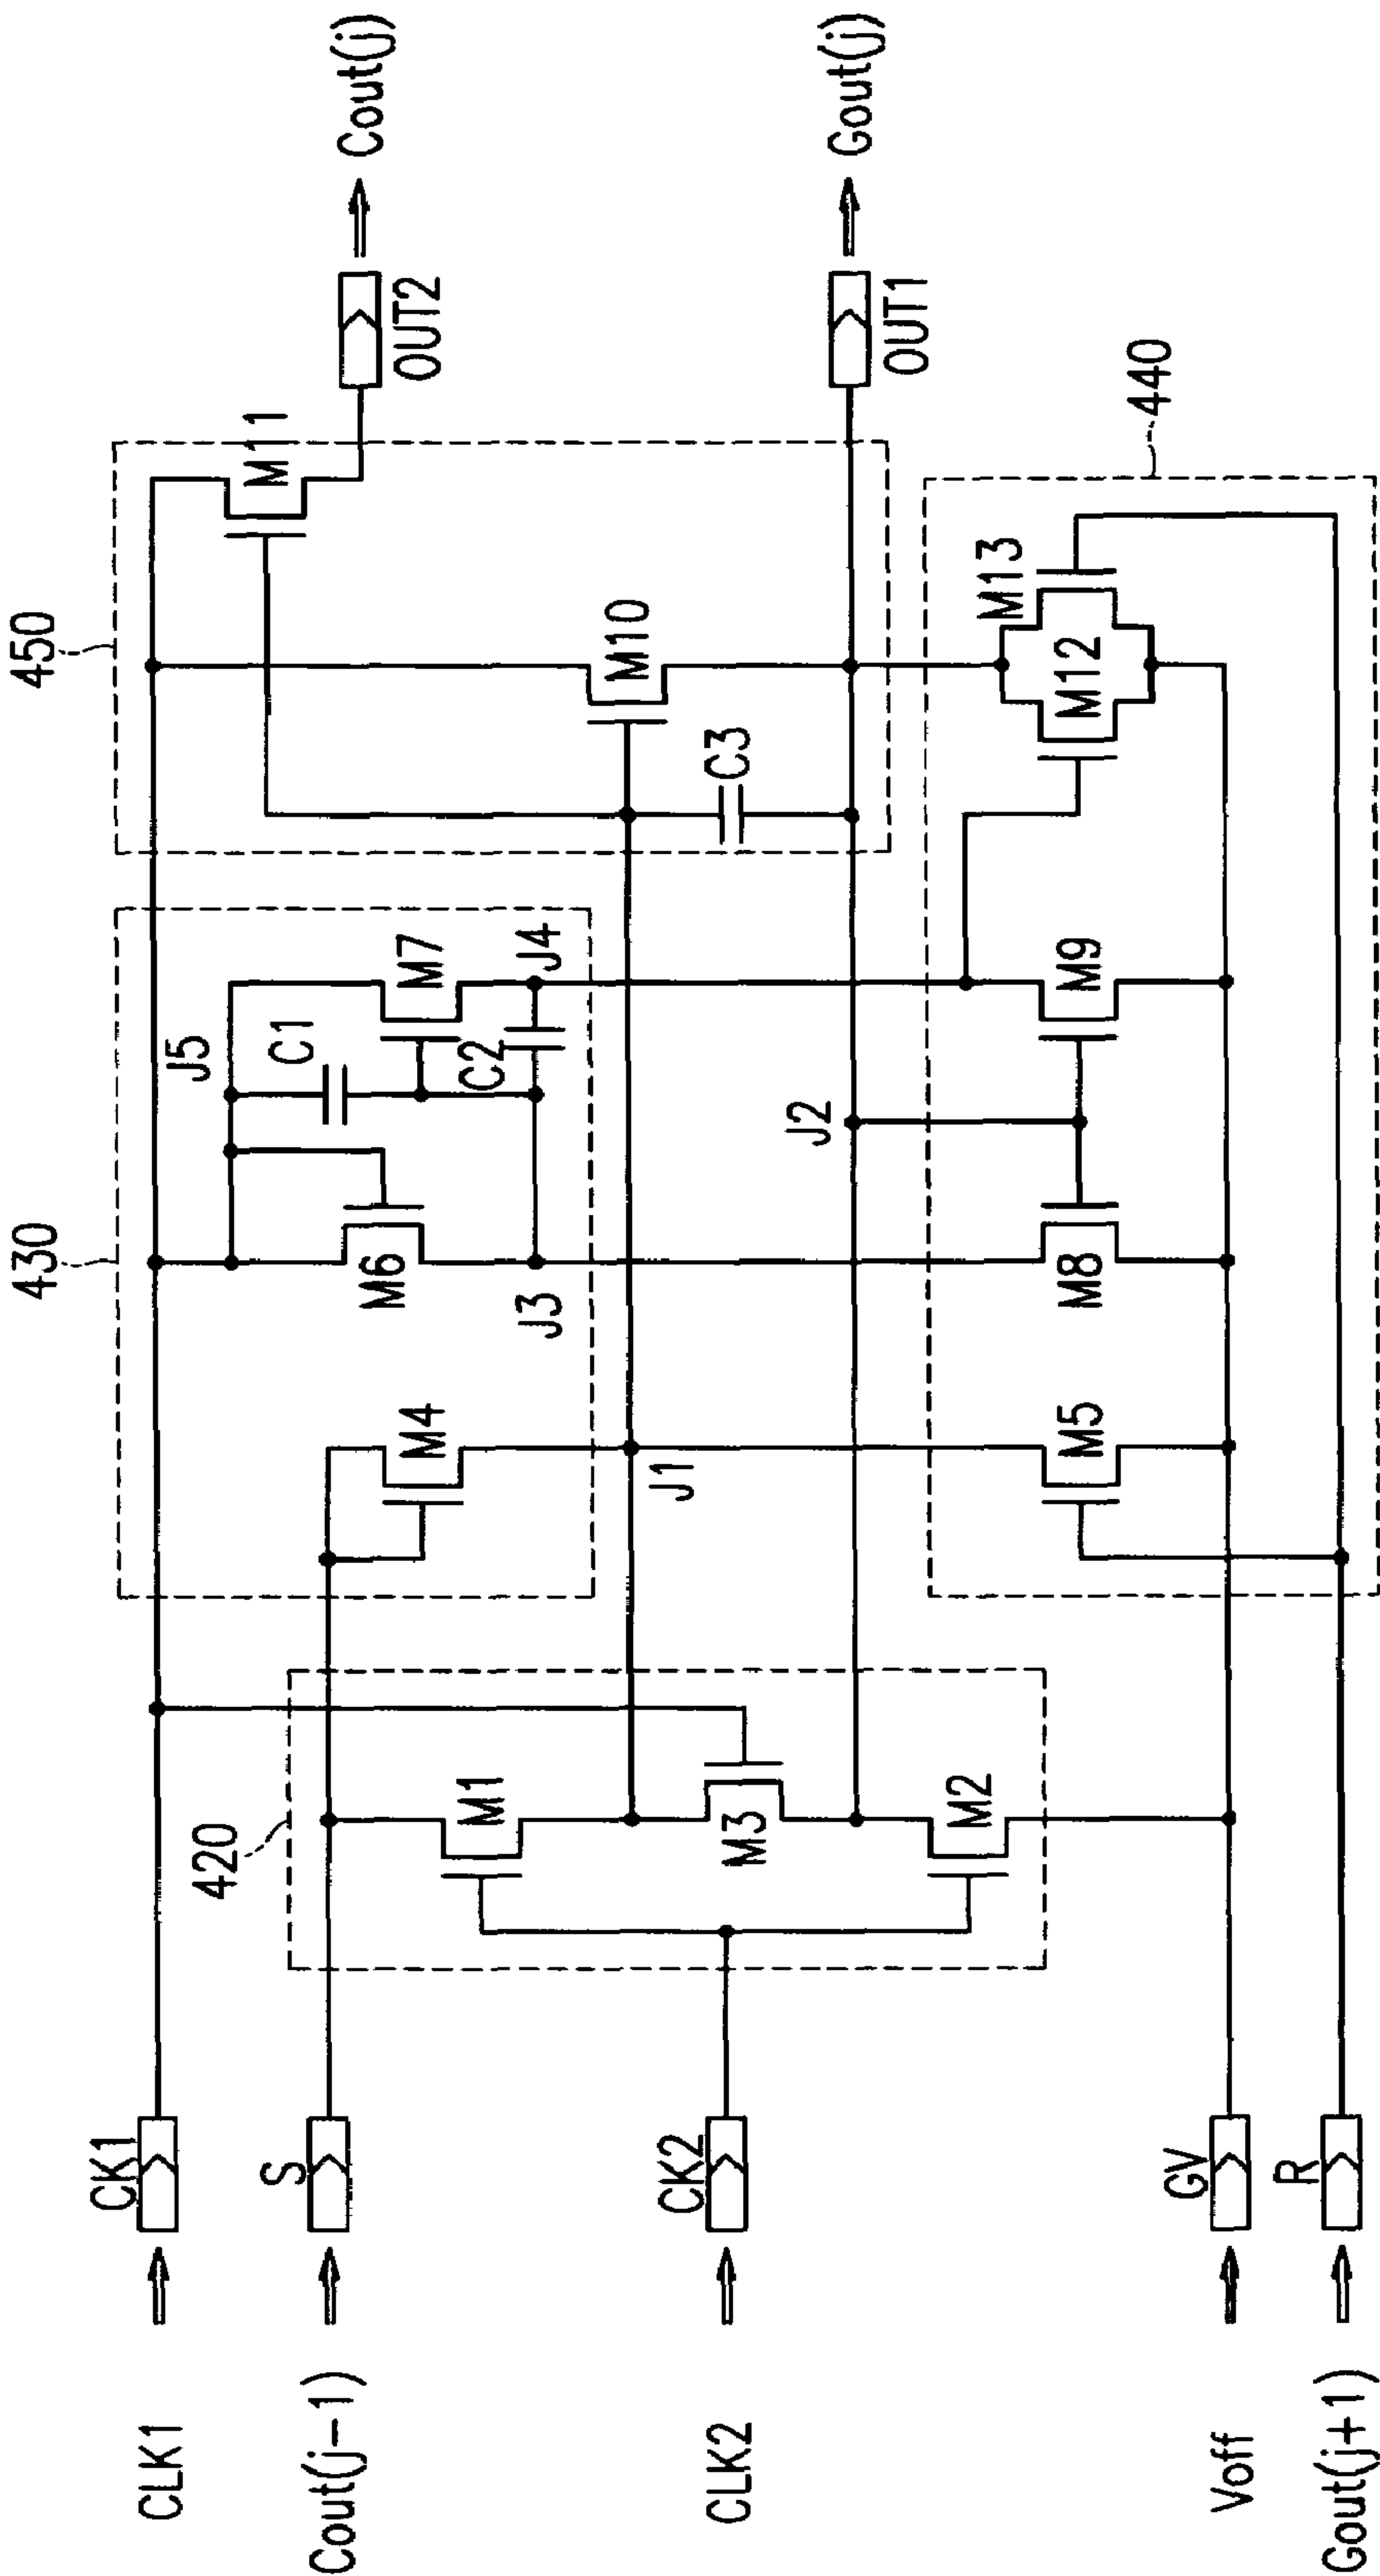 CLK1
Cout(j−1)
CLK2
Voff
Gout(j+1)
CK1
S
CK2
GV
R
420
M1
M3
M2
430
M4
J1
M5
M6
J3
M8
J5
C1
M7
C2
J4
J2
M9
450
C3
M10
M11
M12
M13
440
OUT2
OUT1
Cout(j)
Gout(j)